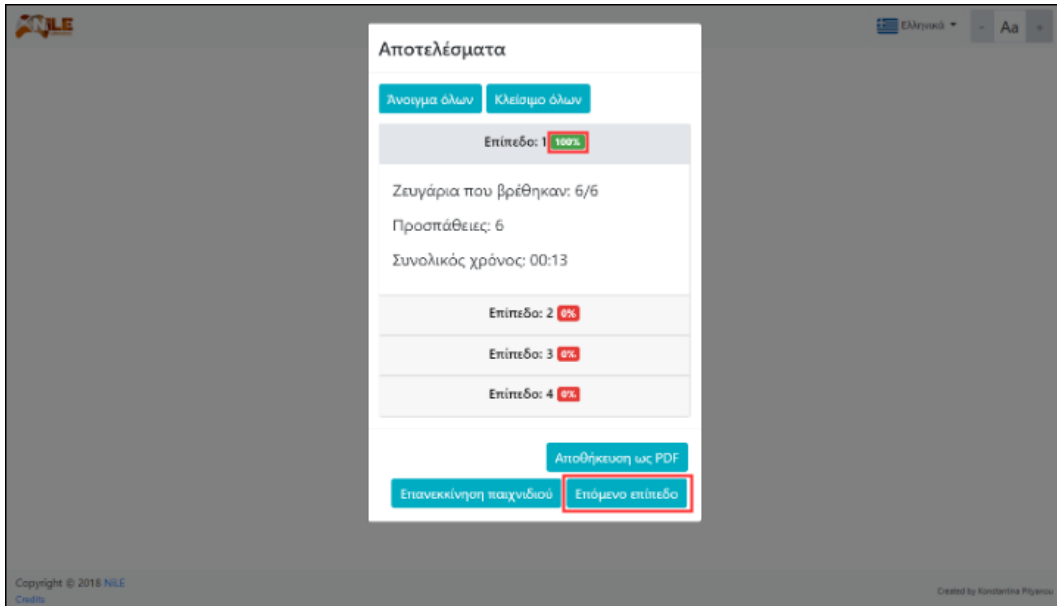 NiLE
Ελληνικά
- Aa +
Αποτελέσματα
Άνοιγμα όλων Κλείσιμο όλων
Επίπεδο: 1 100%
Ζευγάρια που βρέθηκαν: 6/6
Προσπάθειες: 6
Συνολικός χρόνος: 00:13
Επίπεδο: 2 0%
Επίπεδο: 3 0%
Επίπεδο: 4 0%
Αποθήκευση ως PDF
Επανεκκίνηση παιχνιδιού Επόμενο επίπεδο
Copyright © 2018 NiLE
Credits
Created by Konstantina